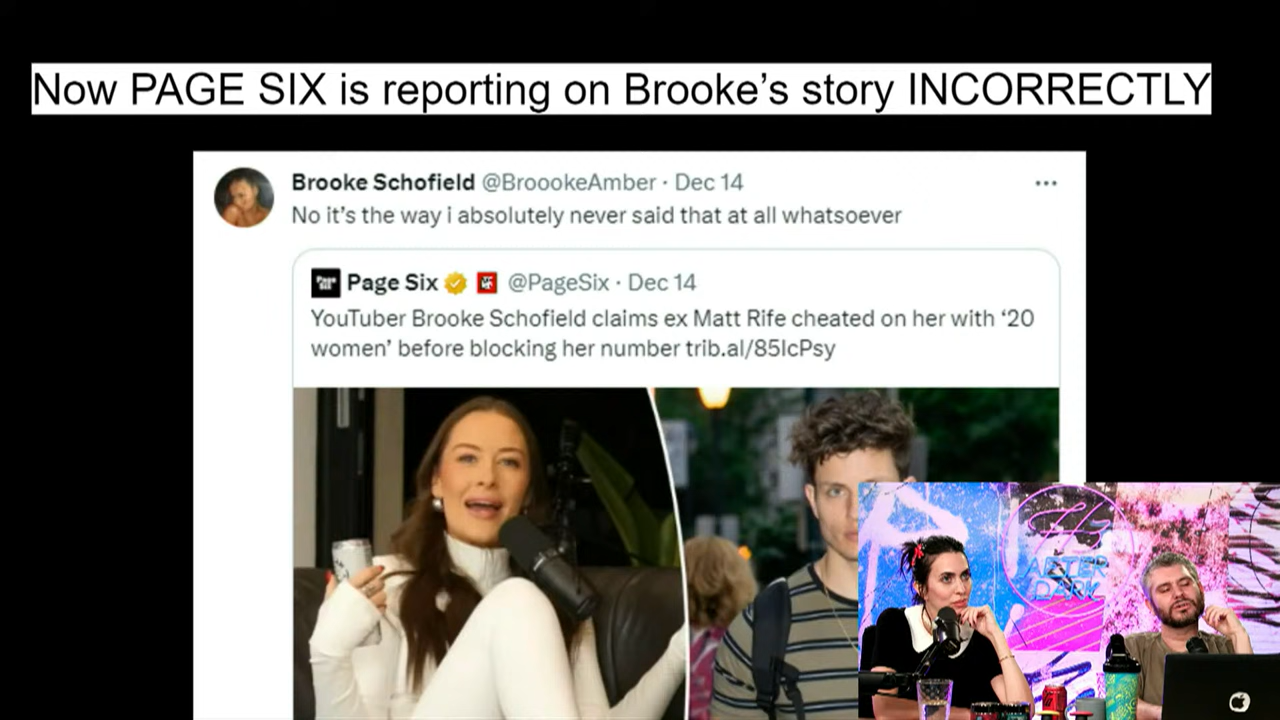 Now PAGE SIX is reporting on Brooke's story INCORRECTLY
Brooke Schofield @BroookeAmber · Dec 14
No it's the way i absolutely never said that at all whatsoever
Page Six @PageSix · Dec 14
YouTuber Brooke Schofield claims ex Matt Rife cheated on her with ‘20
women’ before blocking her number trib.al/85IcPsy
AFTER
DARK